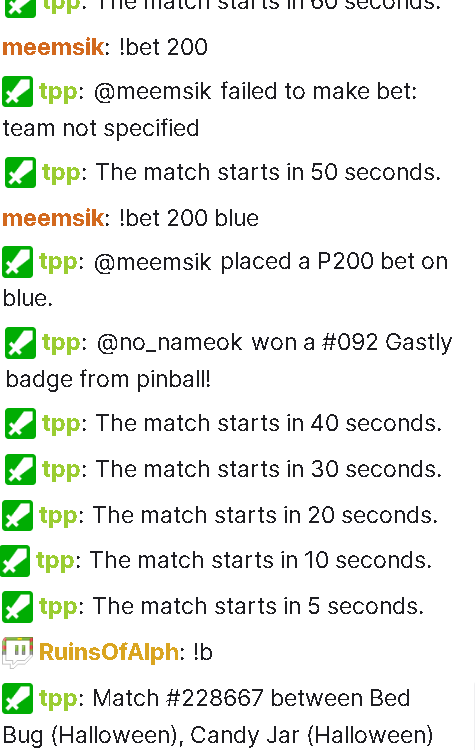 tpp: The match starts in 60 seconds.
meemsik: !bet 200
tpp: @meemsik failed to make bet:
team not specified
tpp: The match starts in 50 seconds.
meemsik: !bet 200 blue
tpp: @meemsik placed a P200 bet on
blue.
tpp: @no_nameok won a #092 Gastly
badge from pinball!
tpp: The match starts in 40 seconds.
tpp: The match starts in 30 seconds.
tpp: The match starts in 20 seconds.
tpp: The match starts in 10 seconds.
tpp: The match starts in 5 seconds.
RuinsOfAlph: !b
tpp: Match #228667 between Bed
Bug (Halloween), Candy Jar (Halloween)